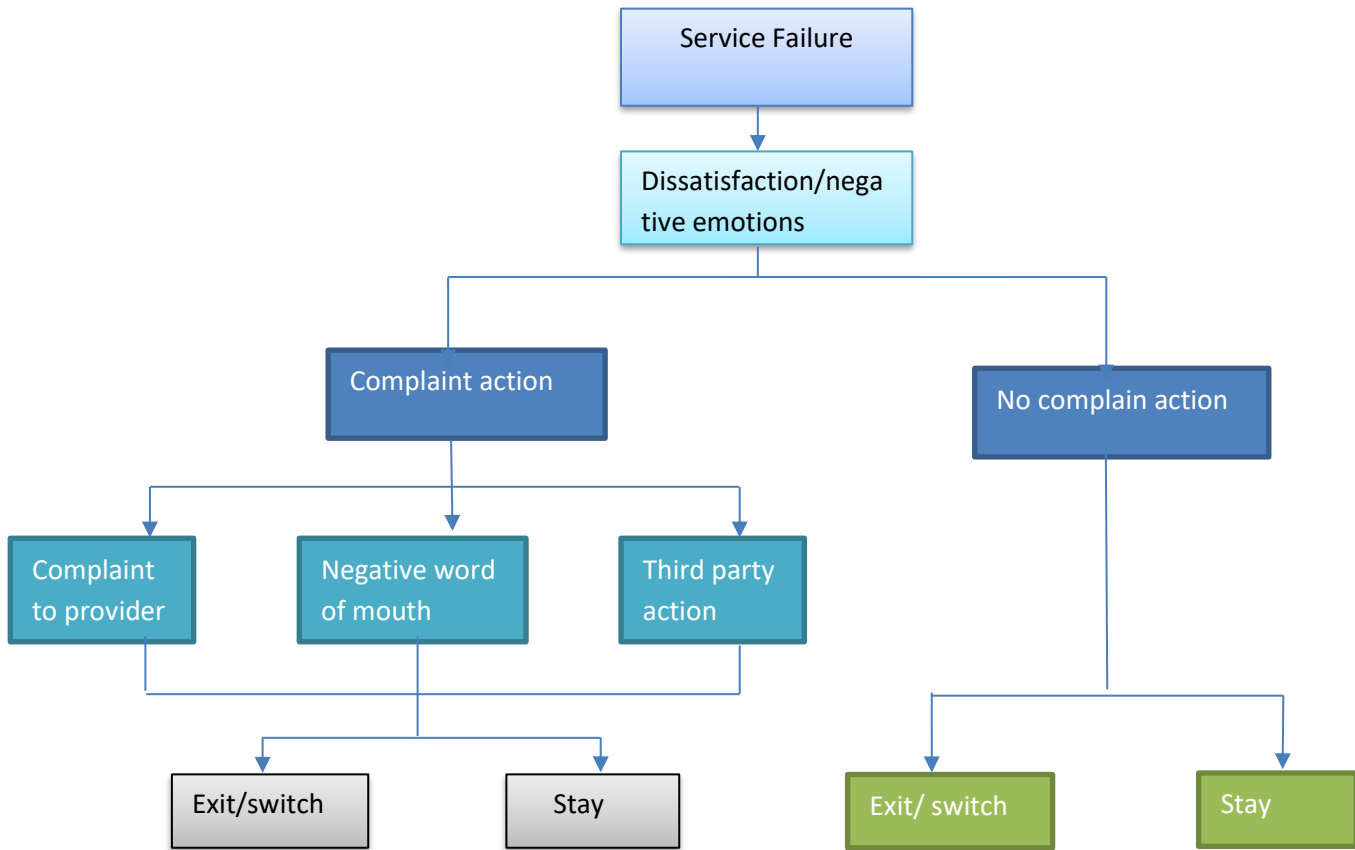 Service Failure
Dissatisfaction/nega
tive emotions
Complaint action
No complain action
Complaint
to provider
Negative word
of mouth
Third party
action
Exit/switch
Stay
Exit/ switch
Stay